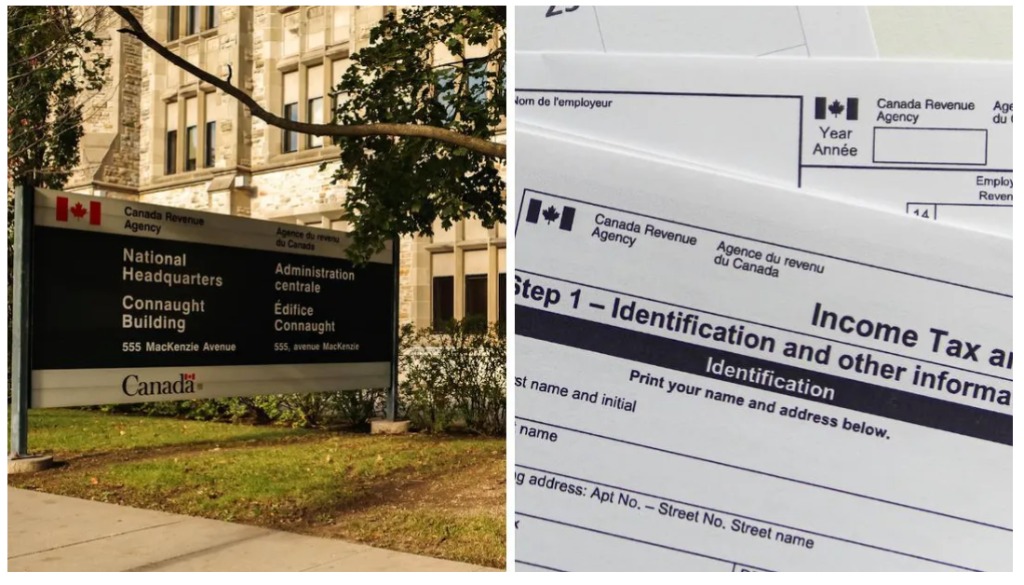 Canada Revenue
Agency
Agence du revenu
du Canada
National
Headquarters
Administration
centrale
Connaught
Building
Édifice
Connaught
555 MacKenzie Avenue
555, avenue MacKenzie
Canada
Nom de l'employeur
Canada Revenue
Agency
Year
Année
Employ
Reven
14
Canada Revenue
Agency
Agence du revenu
du Canada
Income Tax a
Step 1 – Identification and other informa
Identification
Print your name and address below.
st name and initial
name
g address: Apt No. – Street No. Street name